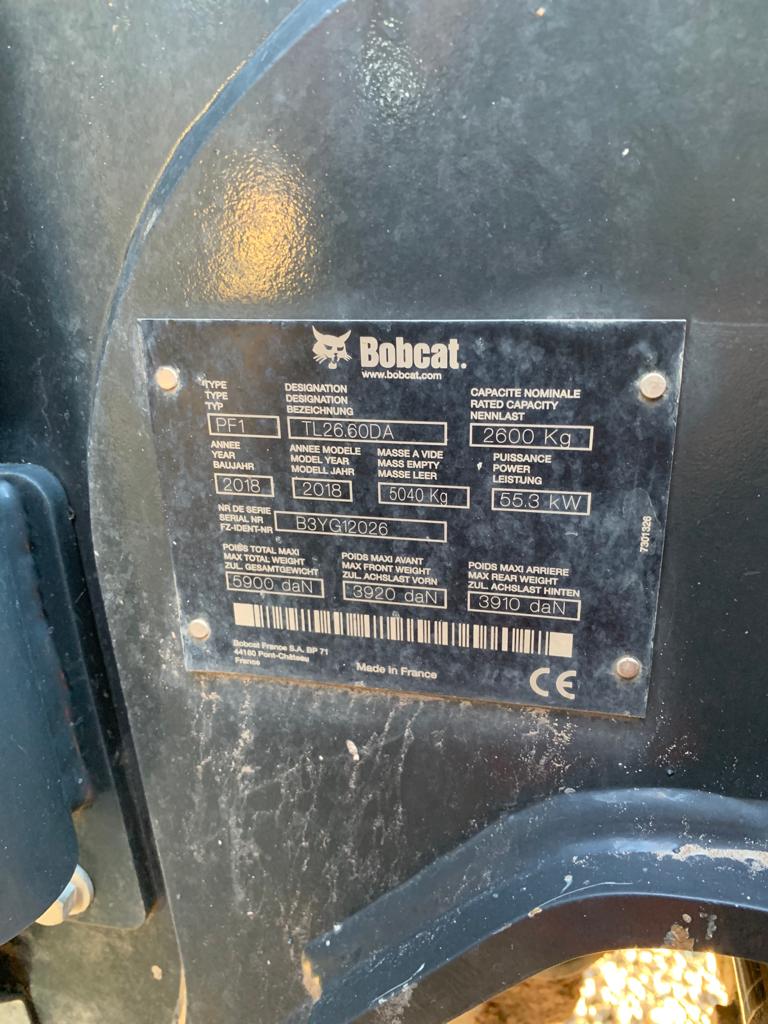 Bobcat.
www.bobcat.com
TYPE
TYPE
TYP
PF1
DESIGNATION
DESIGNATION
BEZEICHNUNG
TL26.60DA
CAPACITE NOMINALE
RATED CAPACITY
NENNLAST
2600 Kg
ANNEE
YEAR
BAUJAHR
2018
ANNEE MODELE
MODEL YEAR
MODELL JAHR
2018
MASSE A VIDE
MASS EMPTY
MASSE LEER
5040 Kg
PUISSANCE
POWER
LEISTUNG
55.3 kW
NR DE SERIE
SERIAL NR
FZ-IDENT-NR
B3YG12026
7301326
POIDS TOTAL MAXI
MAX TOTAL WEIGHT
ZUL. GESAMTGEWICHT
5900 daN
POIDS MAXI AVANT
MAX FRONT WEIGHT
ZUL. ACHSLAST VORN
3920 daN
POIDS MAXI ARRIERE
MAX REAR WEIGHT
ZUL. ACHSLAST HINTEN
3910 daN
Bobcat France S.A. BP 71
44160 Pont-Château
France
Made in France
CE